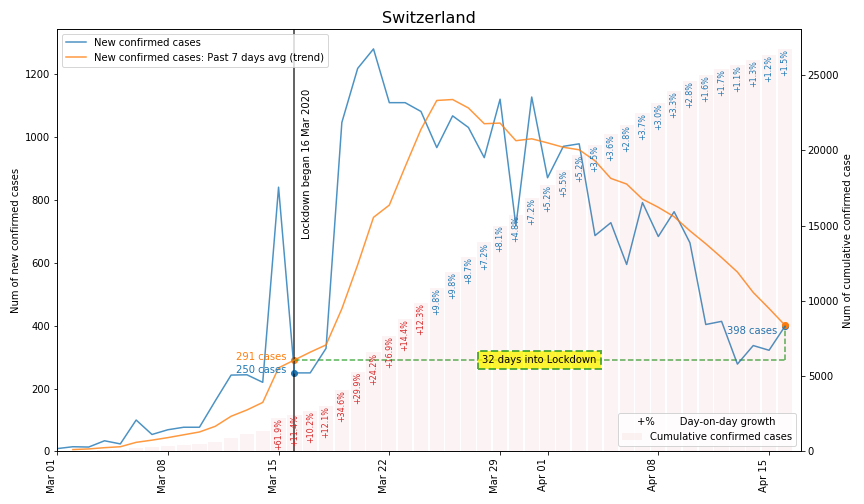 Switzerland
New confirmed cases
New confirmed cases: Past 7 days avg (trend)
Num of new confirmed cases
1200
1000
800
600
400
200
0
Num of cumulative confirmed case
25000
20000
15000
10000
5000
0
Lockdown began 16 Mar 2020
291 cases
250 cases
32 days into Lockdown
398 cases
+61.9%
+11.4%
+10.2%
+12.1%
+34.6%
+29.9%
+24.2%
+16.9%
+14.4%
+12.3%
+9.8%
+9.8%
+8.7%
+7.2%
+8.1%
+4.8%
+7.2%
+5.2%
+5.5%
+5.2%
+3.5%
+3.6%
+2.8%
+3.7%
+3.0%
+3.3%
+2.8%
+1.6%
+1.7%
+1.1%
+1.3%
+1.2%
+1.5%
+% Day-on-day growth
Cumulative confirmed cases
Mar 01
Mar 08
Mar 15
Mar 22
Mar 29
Apr 01
Apr 08
Apr 15